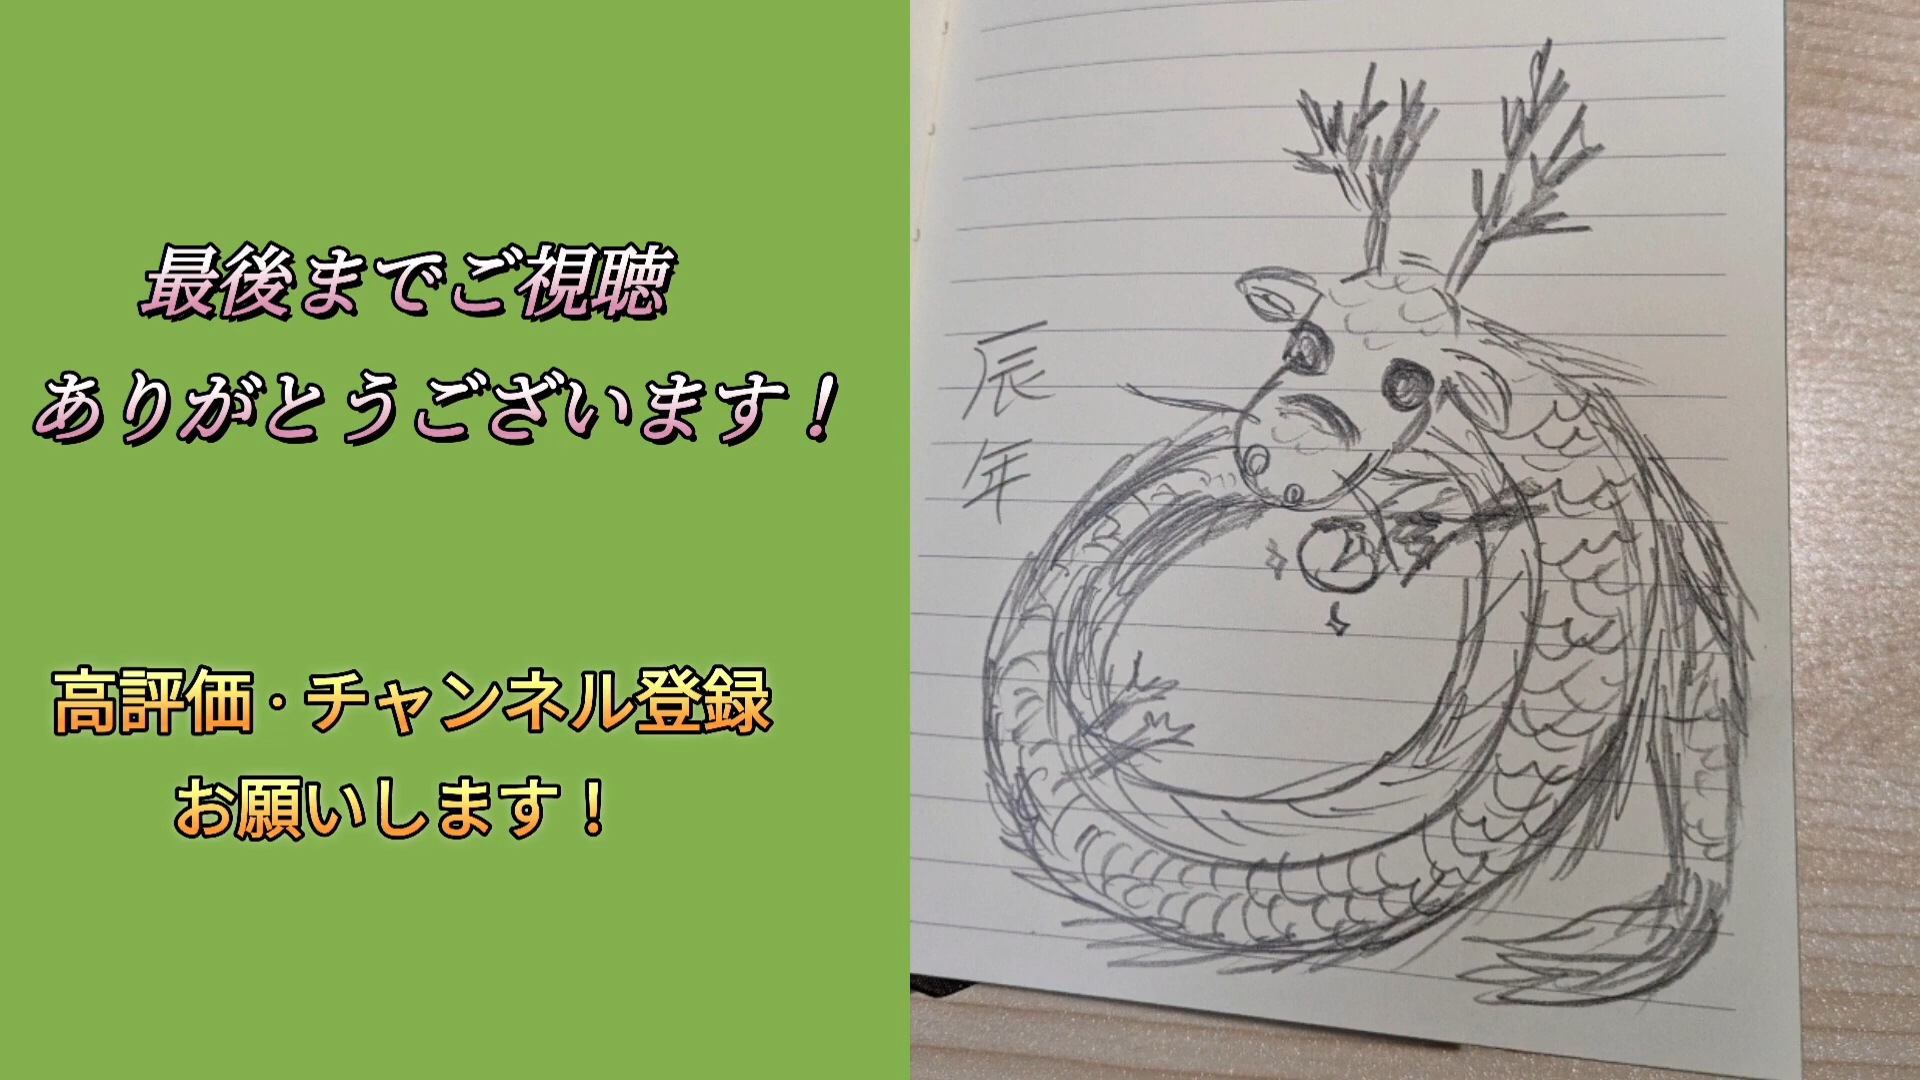 最後までご視聴
ありがとうございます！
高評価・チャンネル登録
お願いします！
辰年